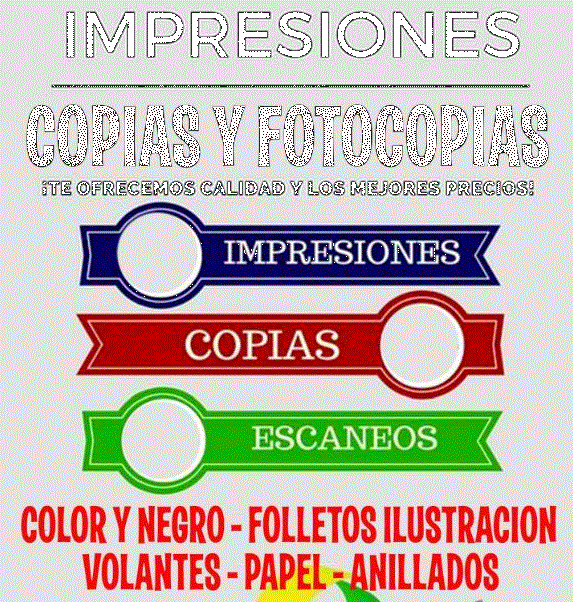 IMPRESIONES
COPIAS Y FOTOCOPIAS
¡TE OFRECEMOS CALIDAD Y LOS MEJORES PRECIOS!
IMPRESIONES
COPIAS
ESCANEOS
COLOR Y NEGRO - FOLLETOS ILUSTRACION
VOLANTES - PAPEL - ANILLADOS